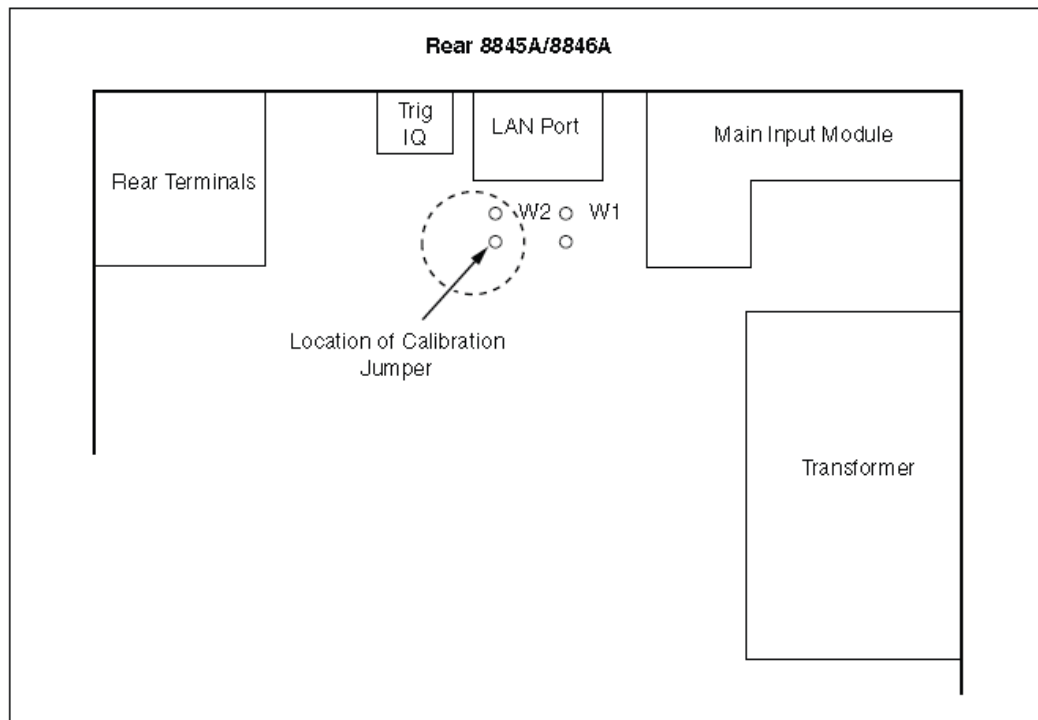 Rear 8845A/8846A
Trig
IQ
LAN Port
Main Input Module
Rear Terminals
W2
W1
Location of Calibration
Jumper
Transformer